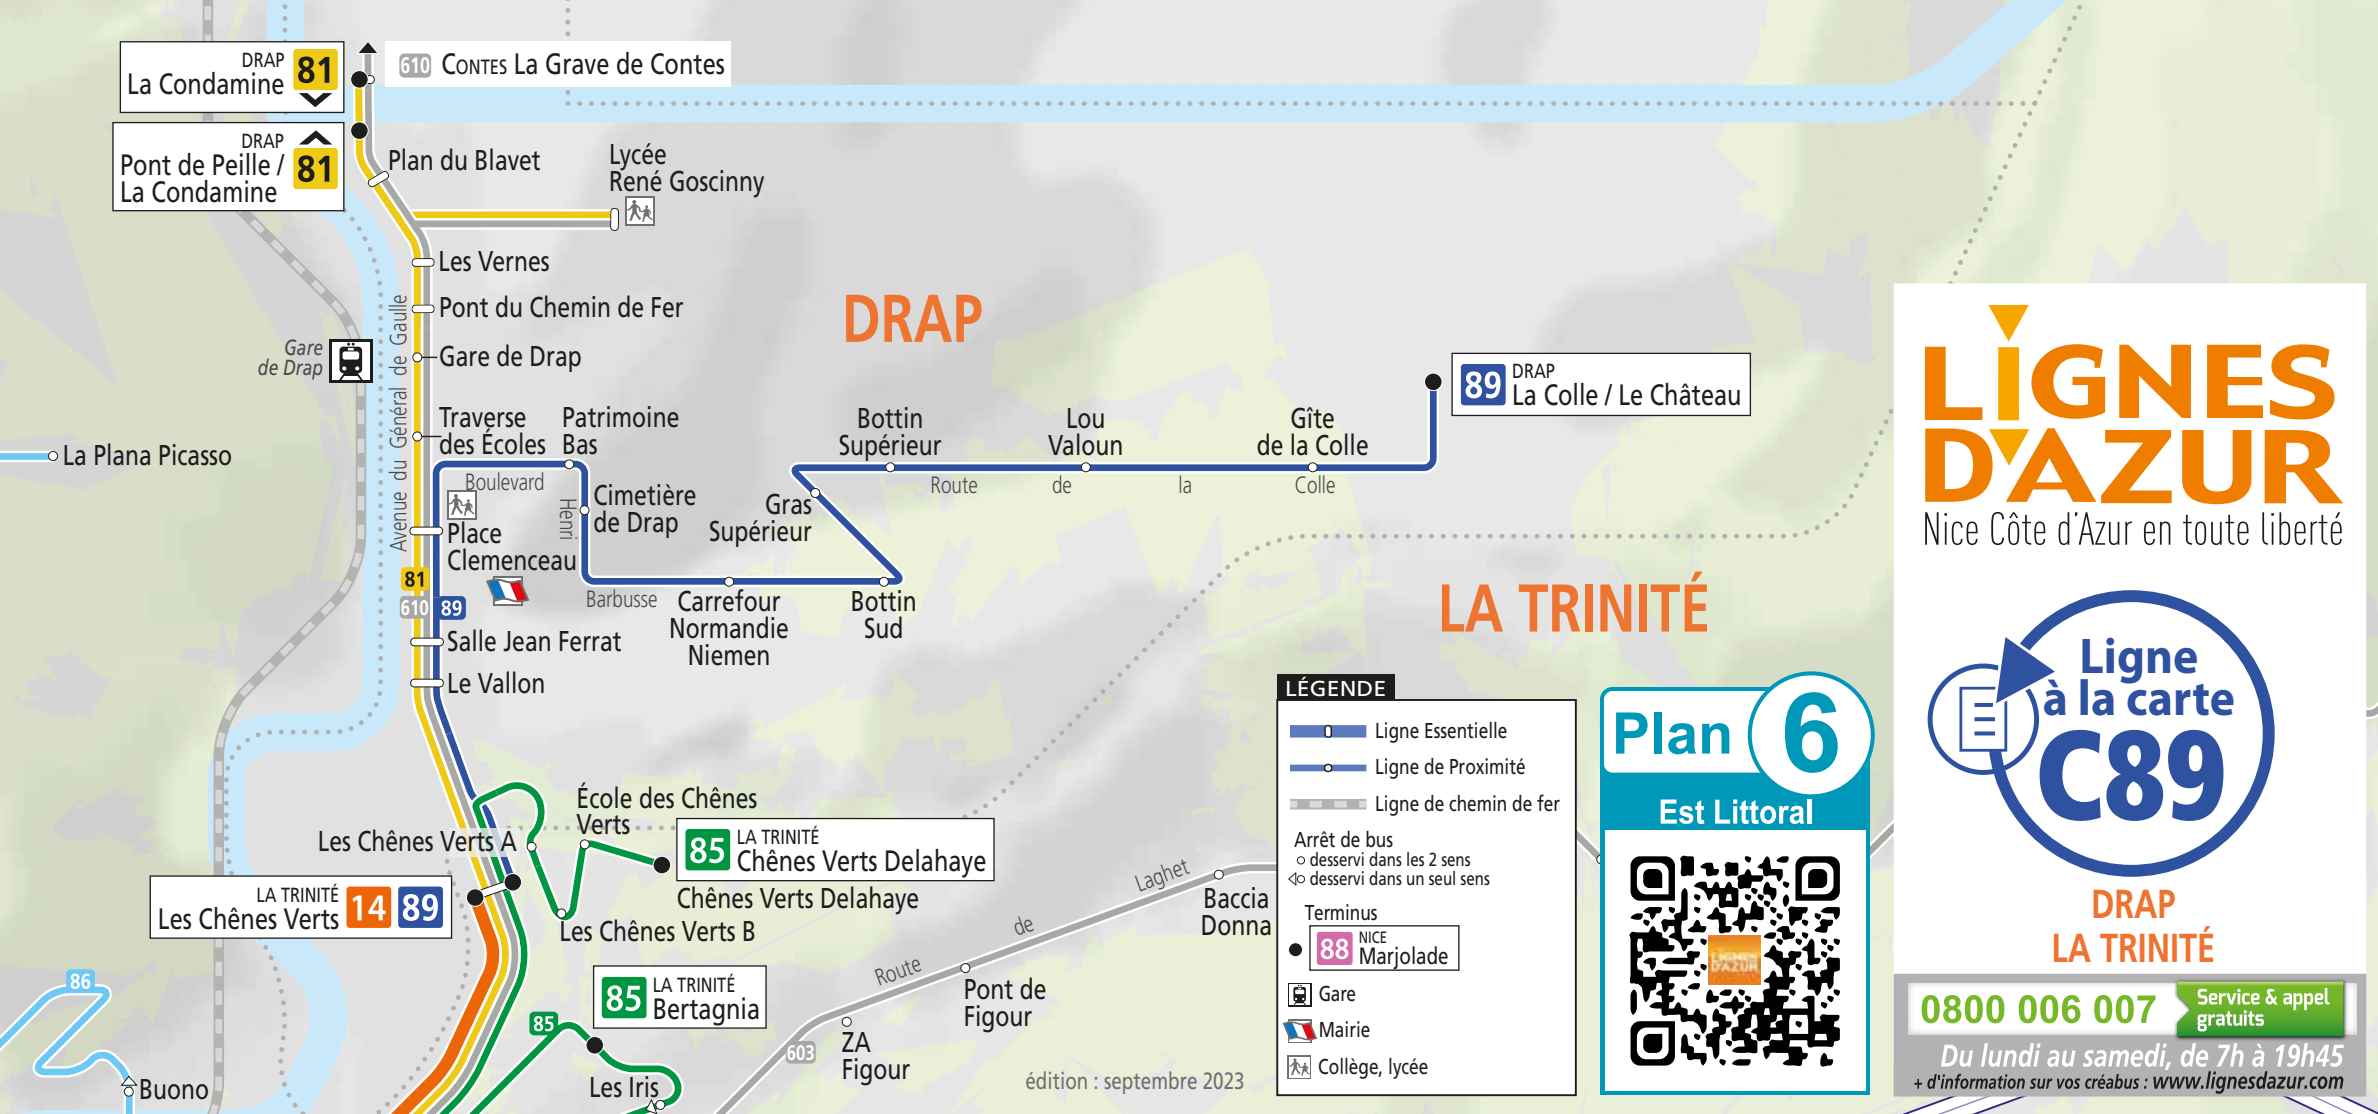 DRAP
La Condamine 81
610 CONTES La Grave de Contes
DRAP
Pont de Peille /
La Condamine 81
Plan du Blavet
Lycée
René Goscinny
Les Vernes
Pont du Chemin de Fer
Gare de Drap
Gare
de Drap
Avenue du Général de Gaulle
Traverse
des Écoles
Patrimoine
Bas
La Plana Picasso
Boulevard
Henri
Barbusse
Cimetière
de Drap
Place
Clemenceau
81
610 89
Salle Jean Ferrat
Le Vallon
Carrefour
Normandie
Niemen
Bottin
Sud
Gras
Supérieur
Bottin
Supérieur
Lou
Valoun
Gîte
de la Colle
Route de la Colle
89 DRAP
La Colle / Le Château
DRAP
LA TRINITÉ
École des Chênes
Verts
Les Chênes Verts A
85 LA TRINITÉ
Chênes Verts Delahaye
Chênes Verts Delahaye
LA TRINITÉ
Les Chênes Verts 14 89
Les Chênes Verts B
85 LA TRINITÉ
Bertagnia
85
Les Iris
86
Buono
603
ZA
Figour
Route de Laghet
Pont de
Figour
Baccia
Donna
édition : septembre 2023
LÉGENDE
Ligne Essentielle
Ligne de Proximité
Ligne de chemin de fer
Arrêt de bus
desservi dans les 2 sens
desservi dans un seul sens
Terminus
88 NICE
Marjolade
Gare
Mairie
Collège, lycée
Plan 6
Est Littoral
LIGNES
D'AZUR
LIGNES
D'AZUR
Nice Côte d'Azur en toute liberté
Ligne
à la carte
C89
DRAP
LA TRINITÉ
0800 006 007
Service & appel
gratuits
Du lundi au samedi, de 7h à 19h45
+ d'information sur vos créabus : www.lignesdazur.com